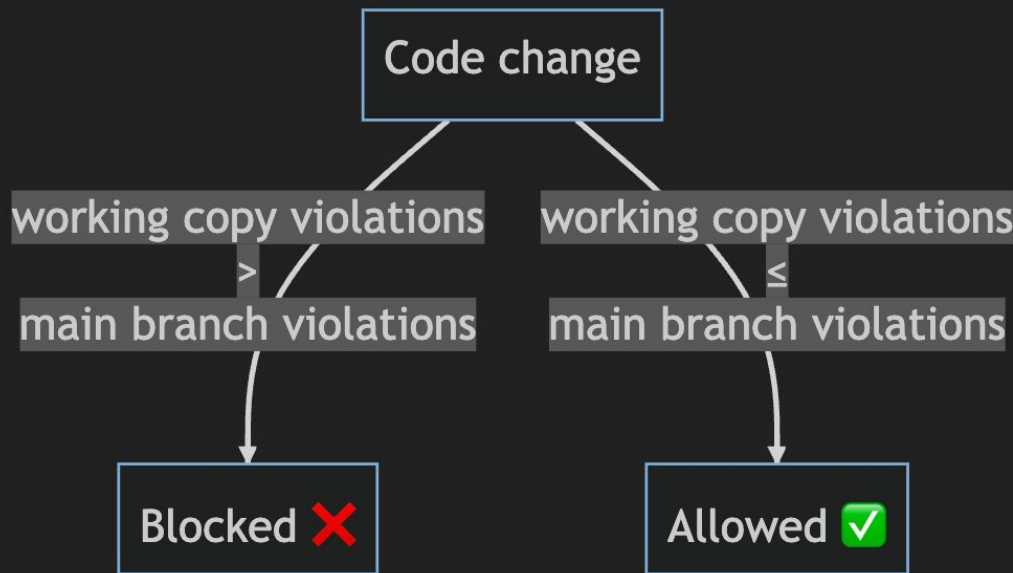 Code change
working copy violations
>
main branch violations
working copy violations
≤
main branch violations
Blocked ❌
Allowed ✅